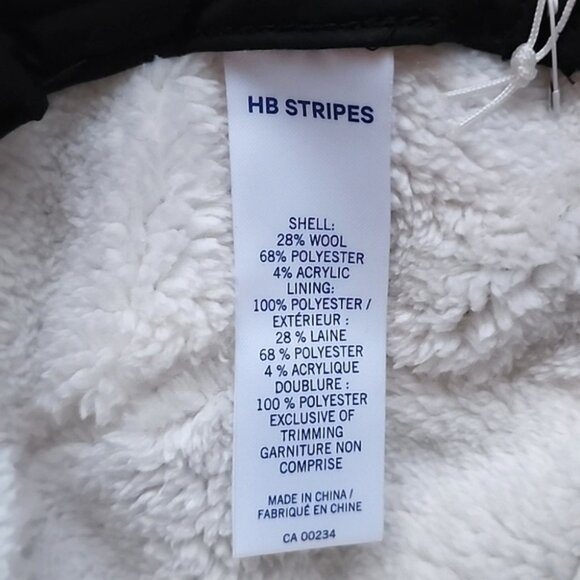 HB STRIPES
SHELL:
28% WOOL
68% POLYESTER
4% ACRYLIC
LINING:
100% POLYESTER /
EXTÉRIEUR :
28 % LAINE
68 % POLYESTER
4 % ACRYLIQUE
DOUBLURE :
100 % POLYESTER
EXCLUSIVE OF
TRIMMING
GARNITURE NON
COMPRISE
MADE IN CHINA /
FABRIQUÉ EN CHINE
CA 00234